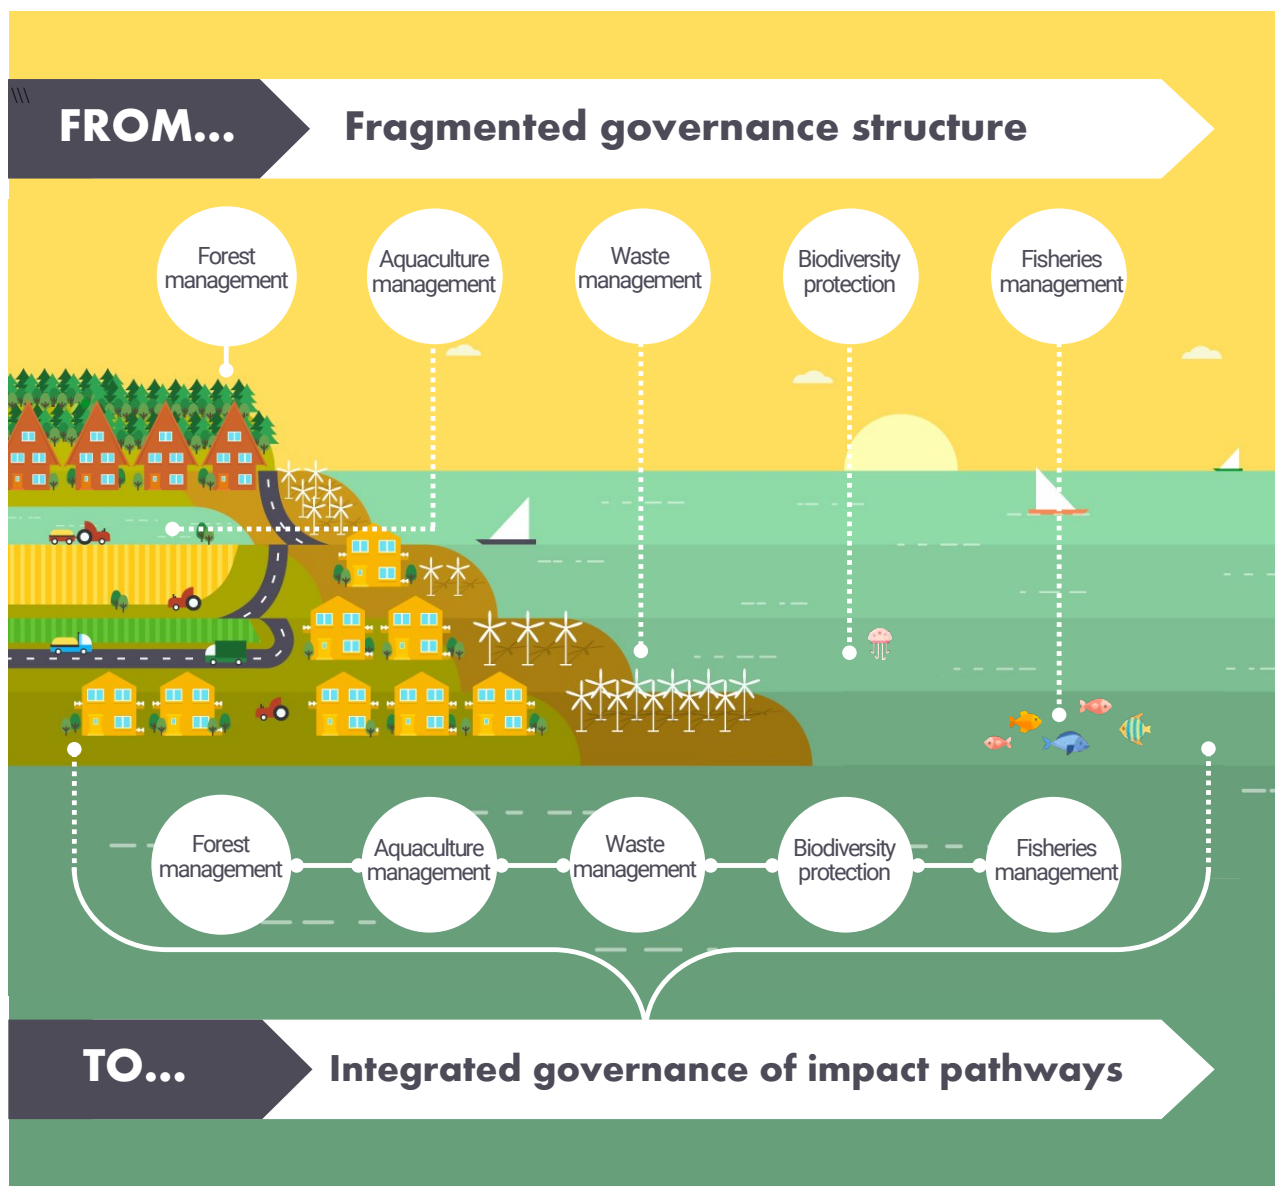 \\\
FROM...
Fragmented governance structure
Forest
management
Aquaculture
management
Waste
management
Biodiversity
protection
Fisheries
management
Forest
management
Aquaculture
management
Waste
management
Biodiversity
protection
Fisheries
management
TO...
Integrated governance of impact pathways